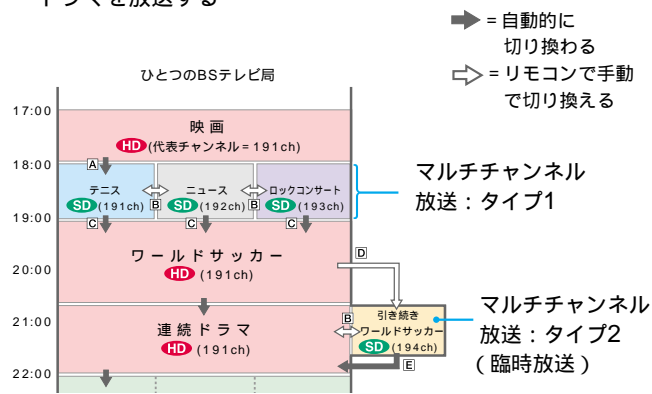 ドラマを放送する
= 自動的に
切り換わる
= リモコンで手動
で切り換える
ひとつのBSテレビ局
17:00
映画
HD (代表チャンネル = 191ch)
18:00
A
テニス
SD (191ch)
B
ニュース
SD (192ch)
B
ロックコンサート
SD (193ch)
マルチチャンネル
放送：タイプ1
19:00
C
C
C
ワールドサッカー
HD (191ch)
D
20:00
21:00
連続ドラマ
HD (191ch)
B
引き続き
ワールドサッカー
SD (194ch)
E
マルチチャンネル
放送：タイプ2
（臨時放送）
22:00